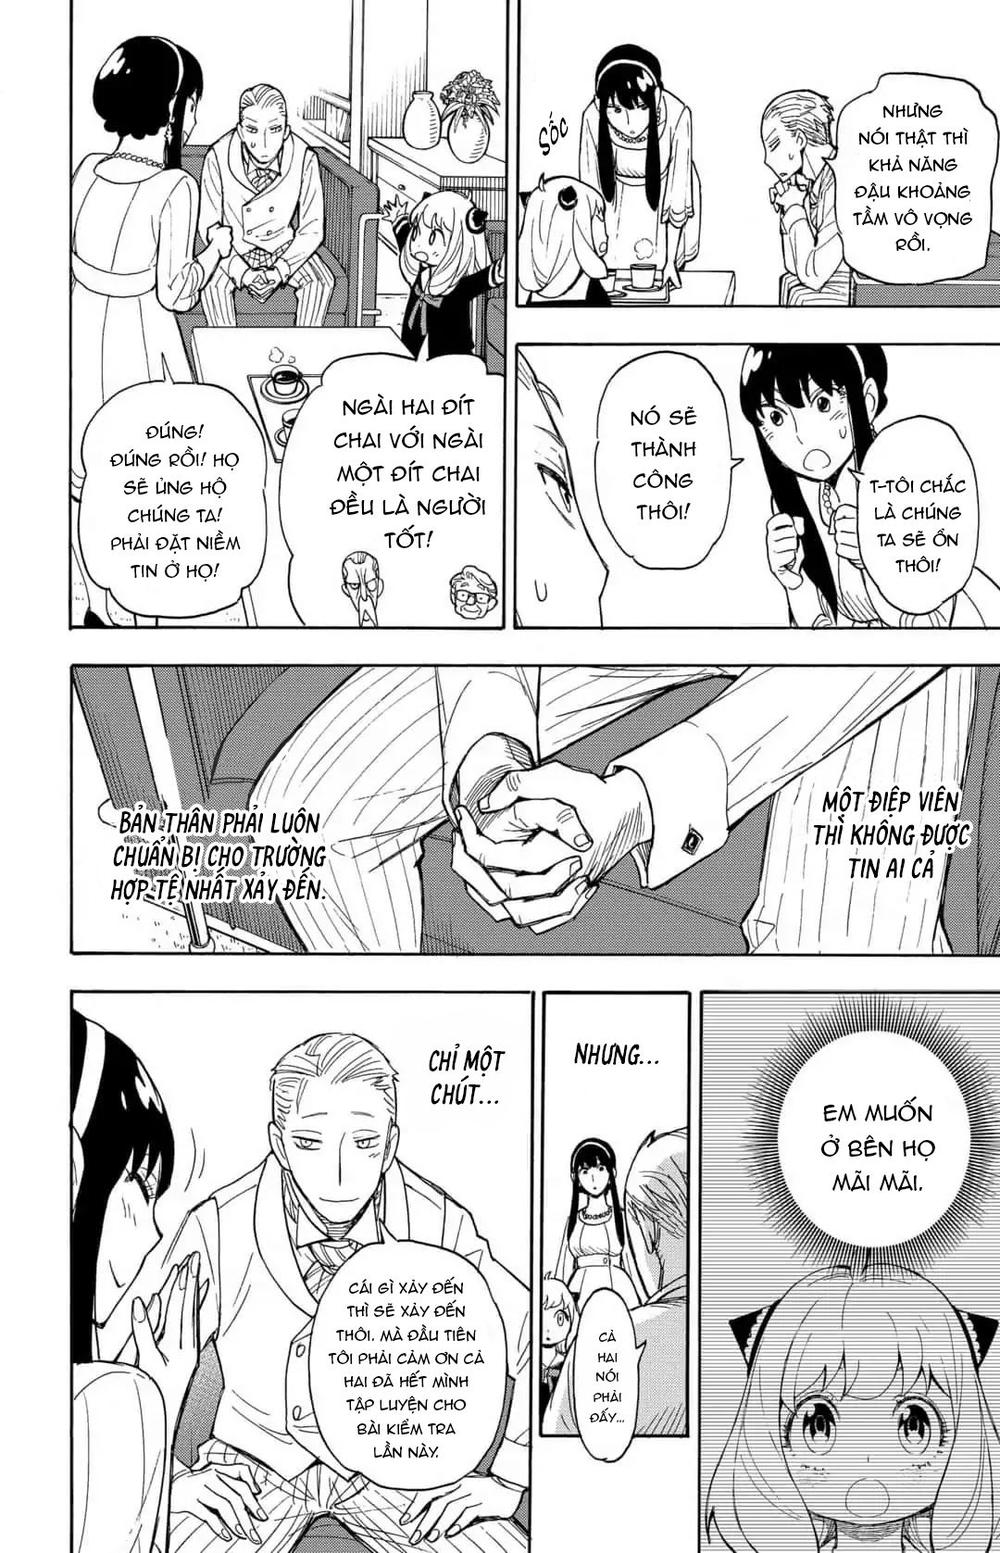 NHƯNG
NÓI THẬT THÌ
KHẢ NĂNG
ĐẬU KHOẢNG
TẦM VÔ VỌNG
RỒI.
SỐC
NGÀI HAI ĐÍT
CHAI VỚI NGÀI
MỘT ĐÍT CHAI
ĐỀU LÀ NGƯỜI
TỐT!
ĐÚNG!
ĐÚNG RỒI! HỌ
SẼ ỦNG HỘ
CHÚNG TA!
PHẢI ĐẶT NIỀM
TIN Ở HỌ!
T-TÔI CHẮC
LÀ CHÚNG
TA SẼ ỔN
THÔI!
NÓ SẼ
THÀNH
CÔNG
THÔI!
MỘT ĐIỆP VIÊN
THÌ KHÔNG ĐƯỢC
TIN AI CẢ
BẢN THÂN PHẢI LUÔN
CHUẨN BỊ CHO TRƯỜNG
HỢP TỆ NHẤT XẢY ĐẾN.
EM MUỐN
Ở BÊN HỌ
MÃI MÃI.
NHƯNG...
CẢ
HAI
NÓI
PHẢI
ĐẤY...
CHỈ MỘT
CHÚT...
CÁI GÌ XẢY ĐẾN
THÌ SẼ XẢY ĐẾN
THÔI. MÀ ĐẦU TIÊN
TÔI PHẢI CẢM ƠN CẢ
HAI ĐÃ HẾT MÌNH
TẬP LUYỆN CHO
BÀI KIỂM TRA
LẦN NÀY.